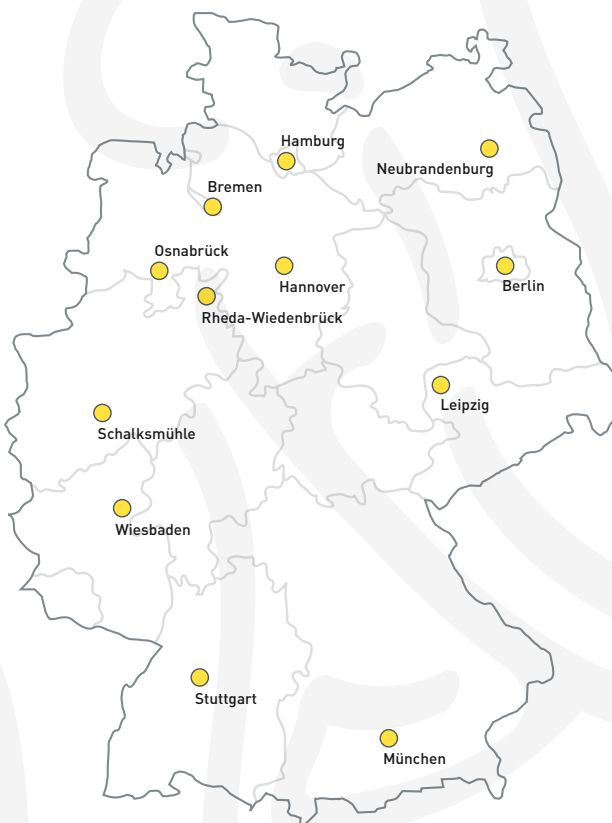 Hamburg
Neubrandenburg
Bremen
Osnabrück
Hannover
Berlin
Rheda-Wiedenbrück
Leipzig
Schalksmühle
Wiesbaden
Stuttgart
München